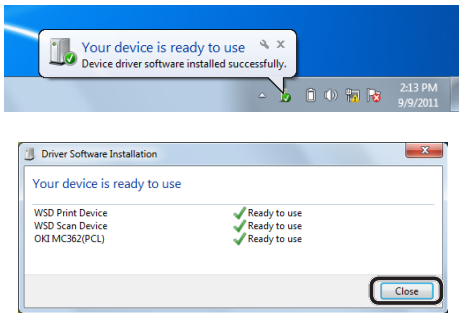 Your device is ready to use
Device driver software installed successfully.
2:13 PM
9/9/2011
Driver Software Installation
Your device is ready to use
WSD Print Device Ready to use
WSD Scan Device Ready to use
OKI MC362(PCL) Ready to use
Close